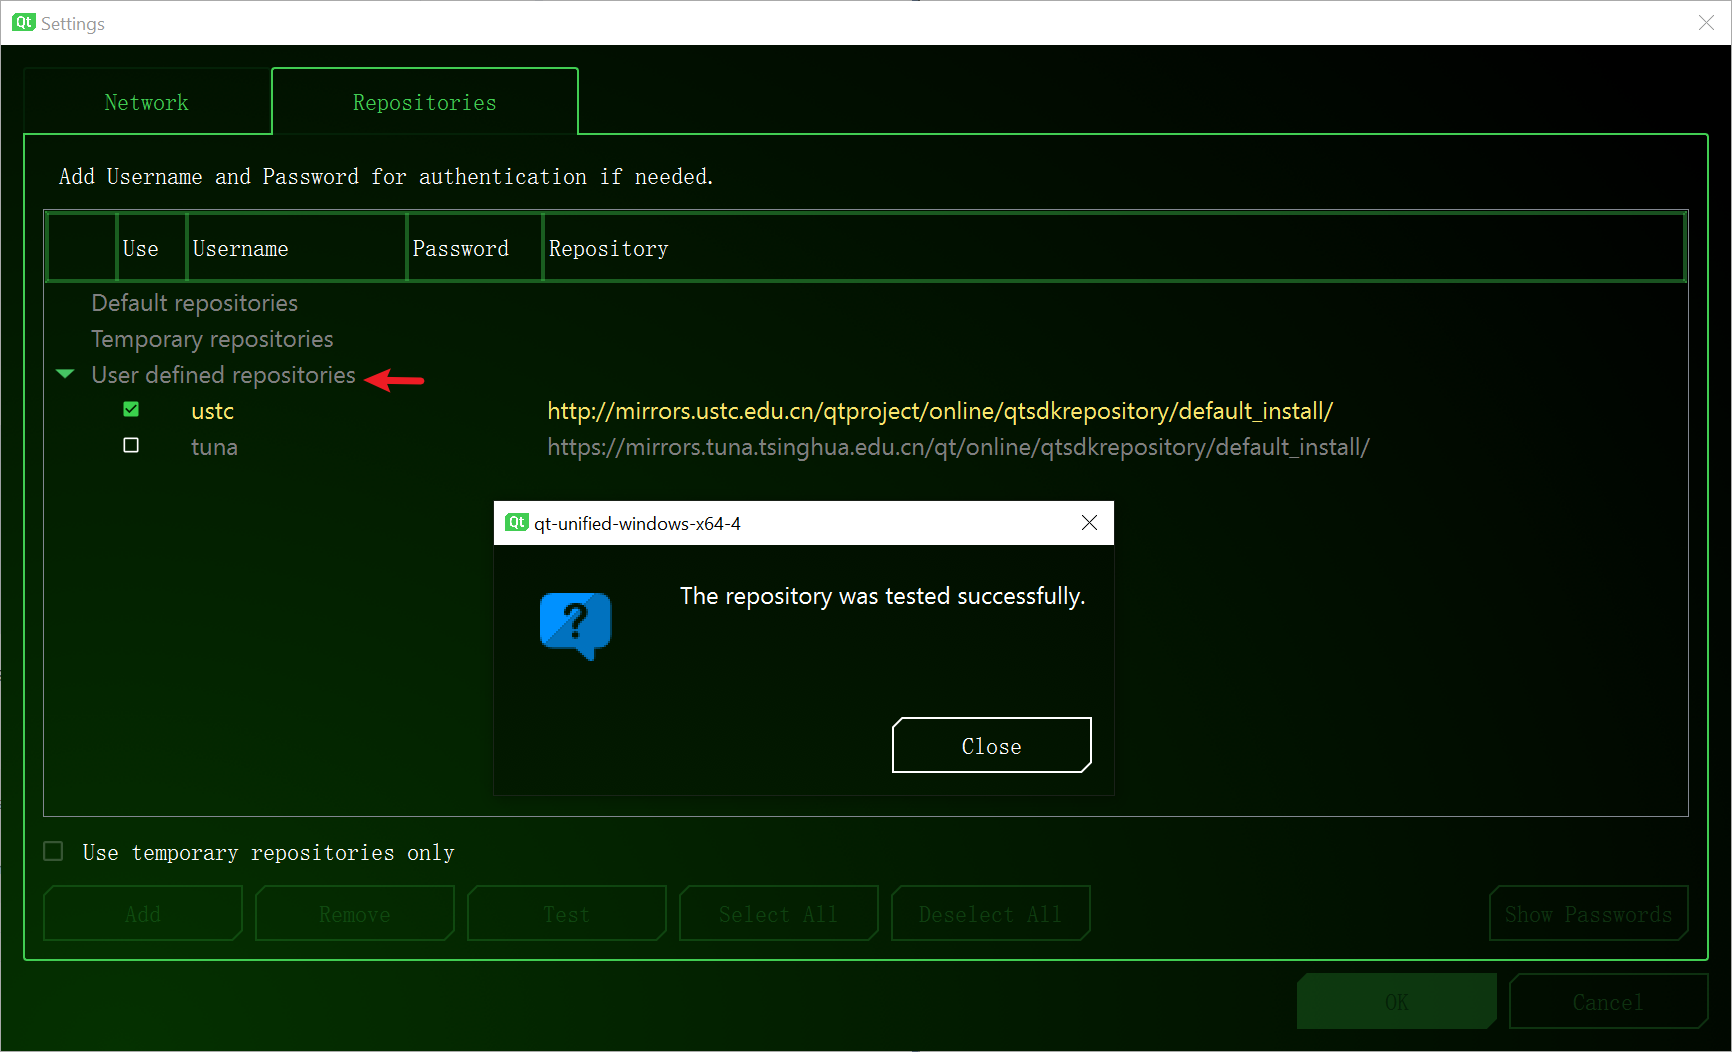 Qt Settings
Network Repositories
Add Username and Password for authentication if needed.
Use Username Password Repository
Default repositories
Temporary repositories
User defined repositories
ustc http://mirrors.ustc.edu.cn/qtproject/online/qtsdkrepository/default_install/
tuna https://mirrors.tuna.tsinghua.edu.cn/qt/online/qtsdkrepository/default_install/
Qt qt-unified-windows-x64-4
The repository was tested successfully.
?
Close
Use temporary repositories only
Add Remove Test Select All Deselect All Show Passwords
OK Cancel